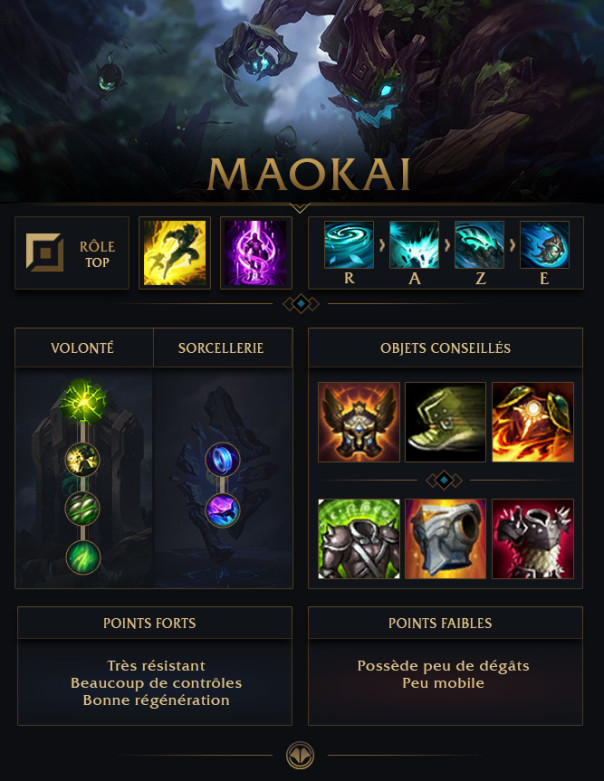 MAOKAI
RÔLE
TOP
R A Z E
VOLONTÉ
SORCELLERIE
OBJETS CONSEILLÉS
POINTS FORTS
Très résistant
Beaucoup de contrôles
Bonne régénération
POINTS FAIBLES
Possède peu de dégâts
Peu mobile